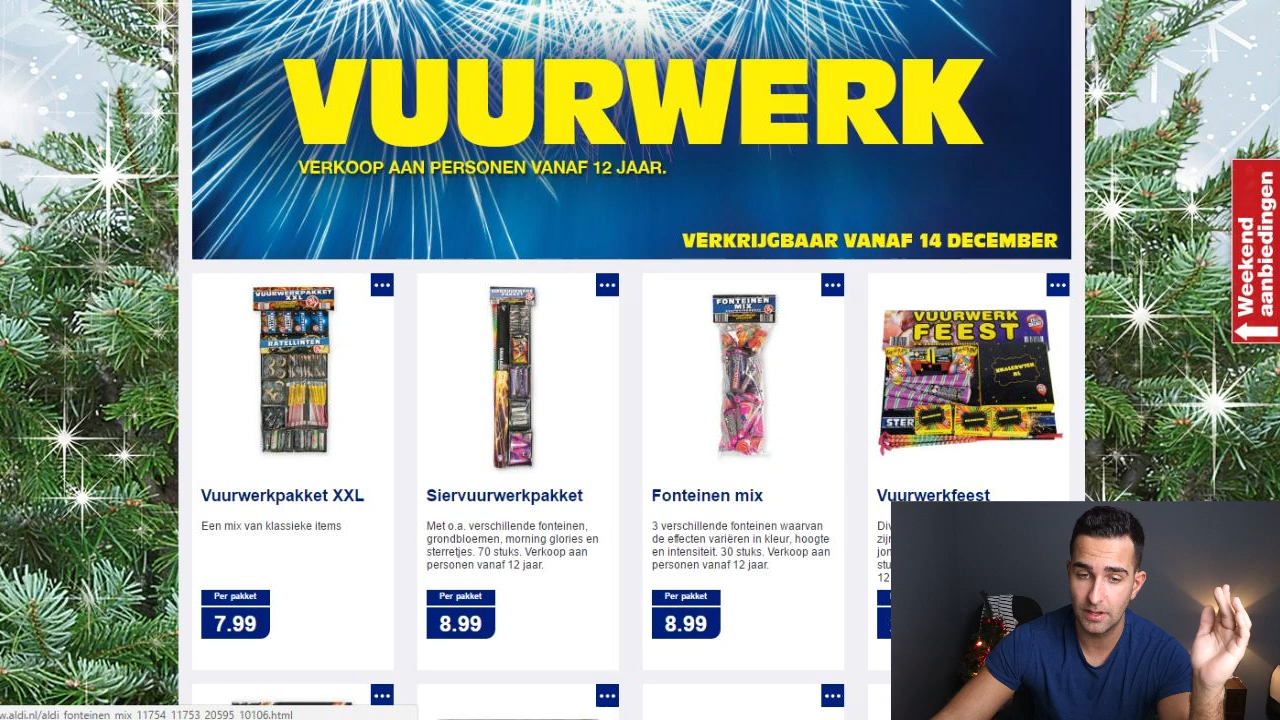 VUURWERK
VERKOOP AAN PERSONEN VANAF 12 JAAR.
VERKRIJGBAAR VANAF 14 DECEMBER
Weekend
aanbiedingen
VUURWERKPAKKET
XXL
RATELLINTEN
FONTEINEN
MIX
VUURWERK
FEEST
STER
Vuurwerkpakket XXL
Een mix van klassieke items
Per pakket
7.99
Siervuurwerkpakket
Met o.a. verschillende fonteinen,
grondbloemen, morning glories en
sterretjes. 70 stuks. Verkoop aan
personen vanaf 12 jaar.
Per pakket
8.99
Fonteinen mix
3 verschillende fonteinen waarvan
de effecten variëren in kleur, hoogte
en intensiteit. 30 stuks. Verkoop aan
personen vanaf 12 jaar.
Per pakket
8.99
Vuurwerkfeest
w.aldi.nl/aldi_fonteinen_mix_11754_11753_20595_10106.html